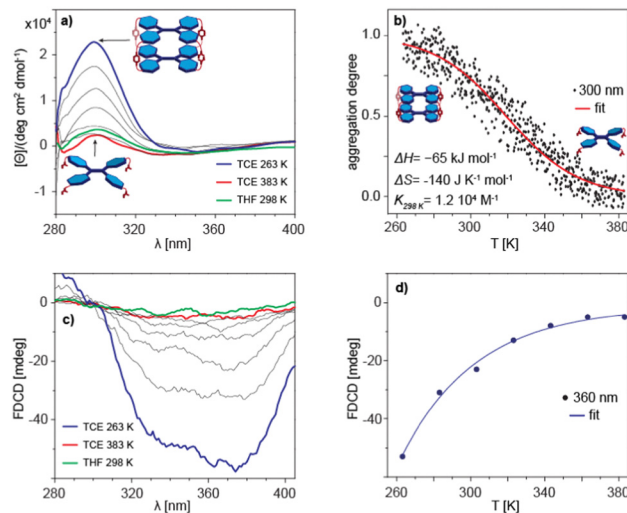 a)
x10⁴
[Θ]/(deg cm² dmol⁻¹)
2
1
0
-1
TCE 263 K
TCE 383 K
THF 298 K
280
320
360
400
λ [nm]
b)
aggregation degree
1.0
0.5
0.0
300 nm
fit
ΔH= −65 kJ mol⁻¹
ΔS= -140 J K⁻¹ mol⁻¹
K₂₉₈ K= 1.2 10⁴ M⁻¹
260
280
300
320
340
360
380
T [K]
c)
FDCD [mdeg]
0
-20
-40
TCE 263 K
TCE 383 K
THF 298 K
280
320
360
400
λ [nm]
d)
FDCD [mdeg]
0
-20
-40
360 nm
fit
260
300
340
380
T [K]